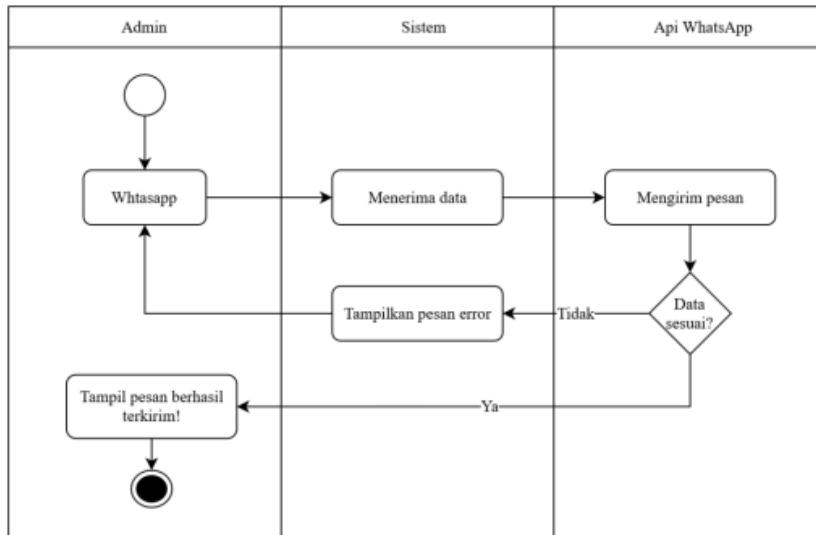 Admin
Sistem
Api WhatsApp
Whtasapp
Menerima data
Mengirim pesan
Tampilkan pesan error
Tidak
Data
sesuai?
Tampil pesan berhasil
terkirim!
Ya